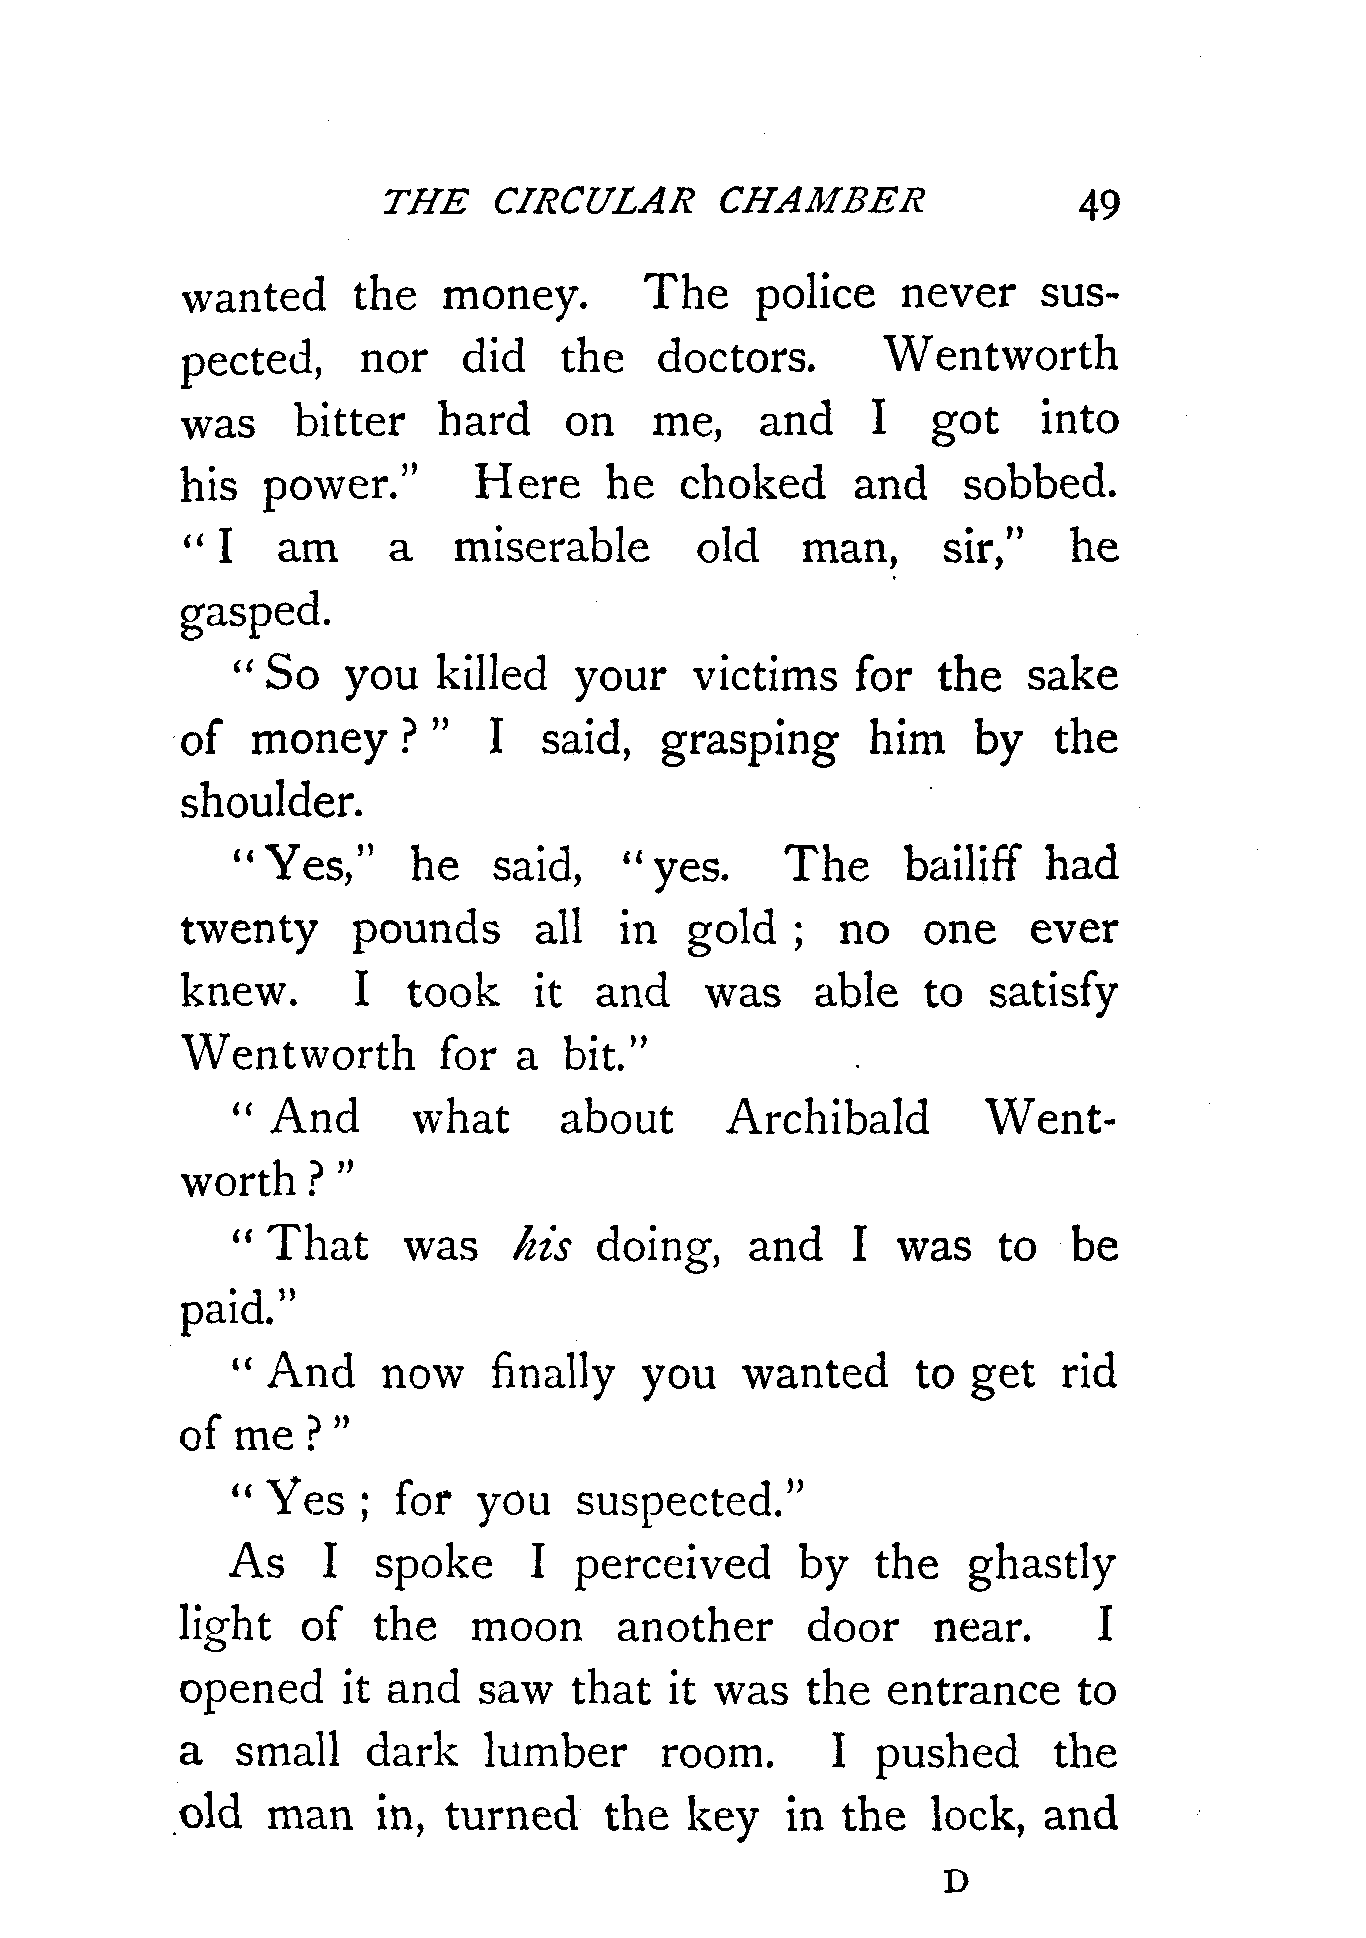 THE CIRCULAR CHAMBER 49
wanted the money. The police never sus-
pected, nor did the doctors. Wentworth
was bitter hard on me, and I got into
his power." Here he choked and sobbed.
"I am a miserable old man, sir," he
gasped.
"So you killed your victims for the sake
of money?" I said, grasping him by the
shoulder.
"Yes," he said, "yes. The bailiff had
twenty pounds all in gold; no one ever
knew. I took it and was able to satisfy
Wentworth for a bit."
"And what about Archibald Went-
worth?"
"That was his doing, and I was to be
paid."
"And now finally you wanted to get rid
of me?"
"Yes; for you suspected."
As I spoke I perceived by the ghastly
light of the moon another door near. I
opened it and saw that it was the entrance to
a small dark lumber room. I pushed the
old man in, turned the key in the lock, and
D